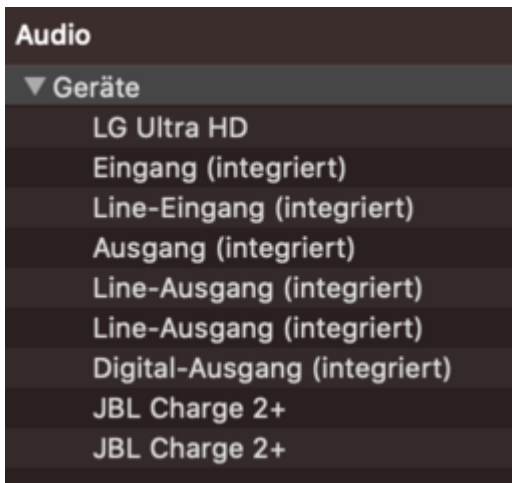 Audio
Geräte
LG Ultra HD
Eingang (integriert)
Line-Eingang (integriert)
Ausgang (integriert)
Line-Ausgang (integriert)
Line-Ausgang (integriert)
Digital-Ausgang (integriert)
JBL Charge 2+
JBL Charge 2+